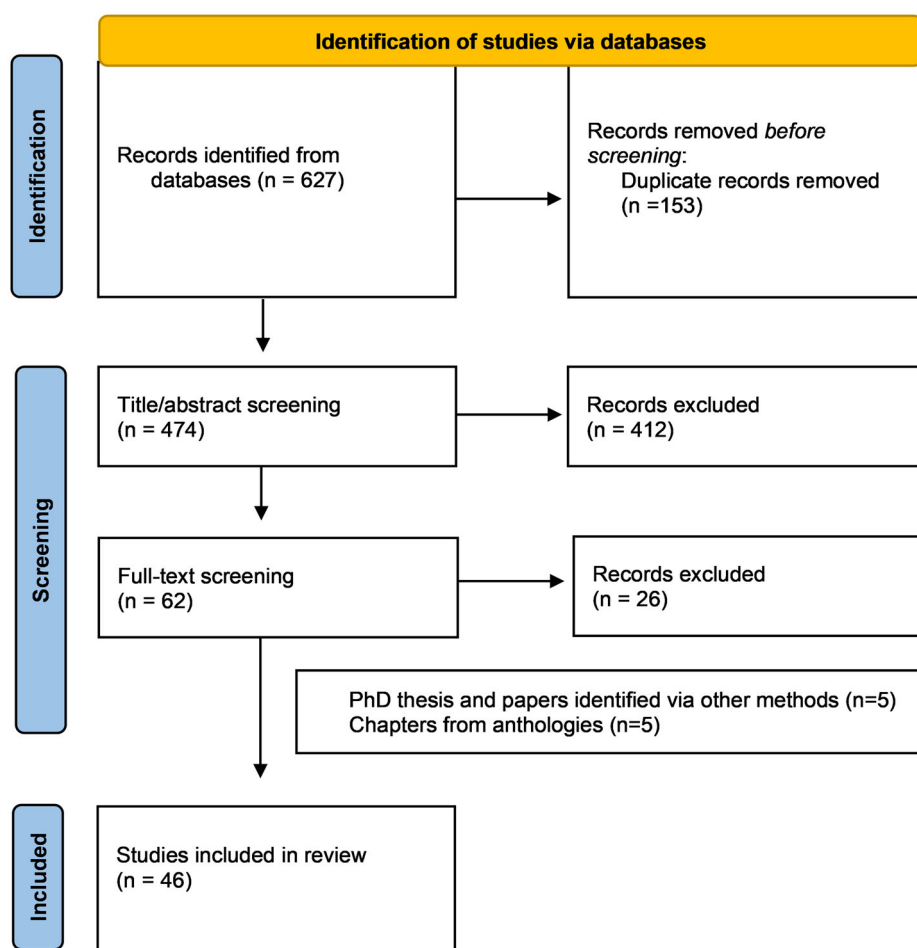 Identification of studies via databases
Identification
Records identified from
databases (n = 627)
Records removed before
screening:
Duplicate records removed
(n =153)
Screening
Title/abstract screening
(n = 474)
Records excluded
(n = 412)
Full-text screening
(n = 62)
Records excluded
(n = 26)
PhD thesis and papers identified via other methods (n=5)
Chapters from anthologies (n=5)
Included
Studies included in review
(n = 46)